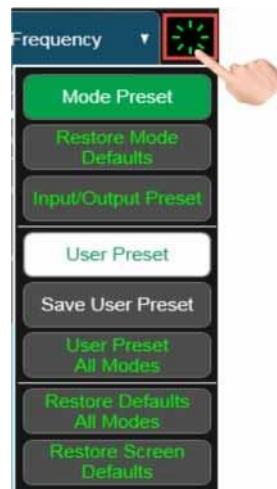 Frequency
Mode Preset
Restore Mode
Defaults
Input/Output Preset
User Preset
Save User Preset
User Preset
All Modes
Restore Defaults
All Modes
Restore Screen
Defaults